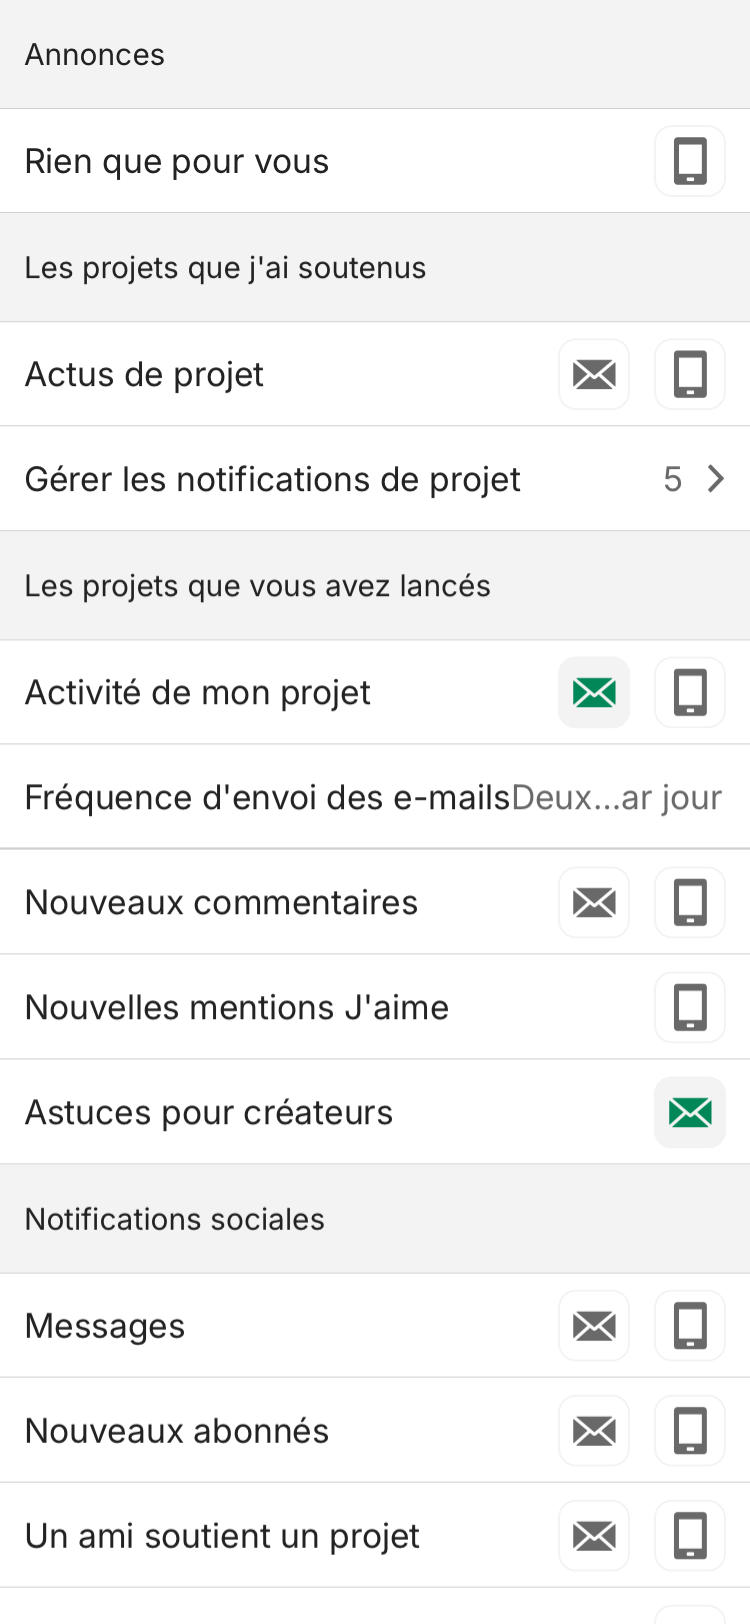 Annonces
Rien que pour vous
Les projets que j'ai soutenus
Actus de projet
Gérer les notifications de projet 5
Les projets que vous avez lancés
Activité de mon projet
Fréquence d'envoi des e-mails Deux...ar jour
Nouveaux commentaires
Nouvelles mentions J'aime
Astuces pour créateurs
Notifications sociales
Messages
Nouveaux abonnés
Un ami soutient un projet